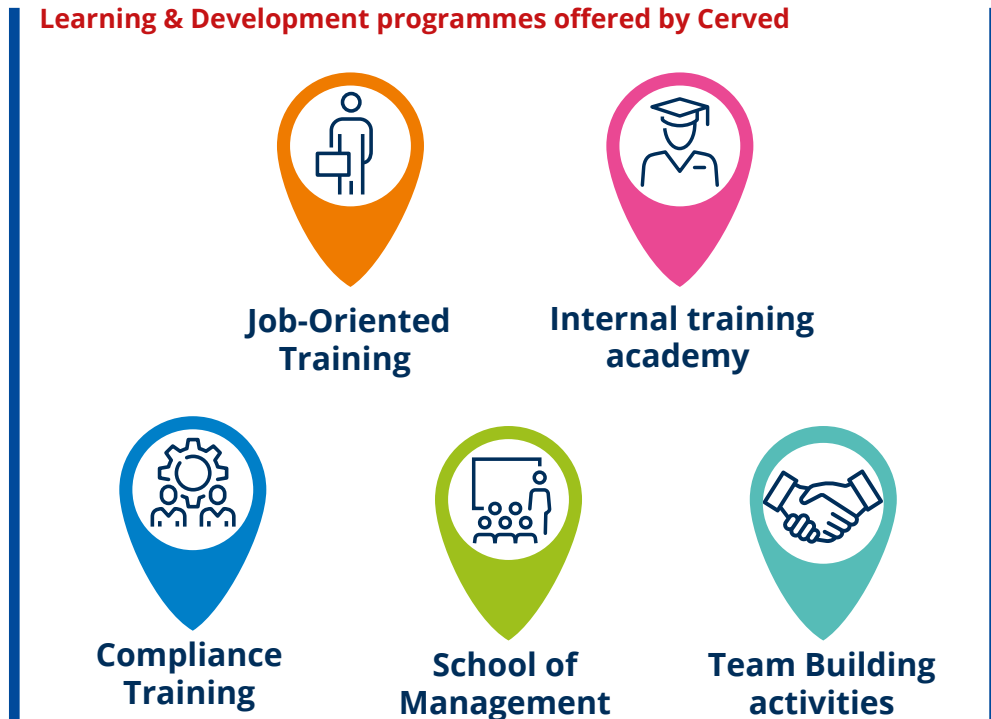 Learning & Development programmes offered by Cerved
Job-Oriented
Training
Internal training
academy
Compliance
Training
School of
Management
Team Building
activities